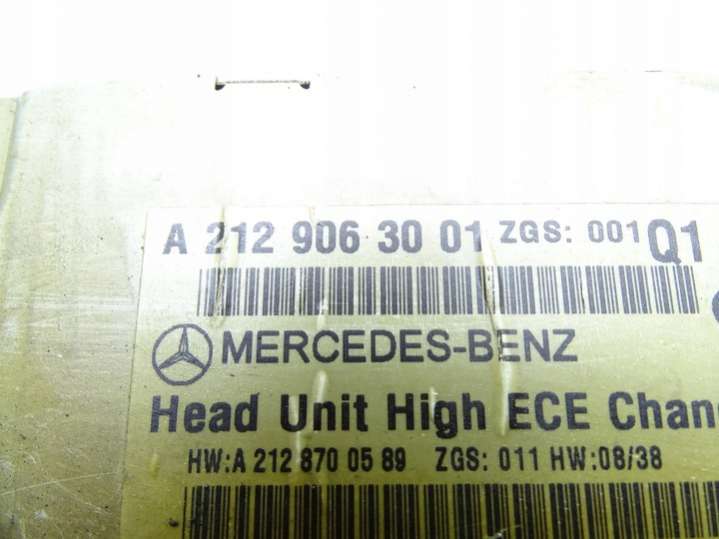 A 212 906 30 01 ZGS: 001 Q1
MERCEDES-BENZ
Head Unit High ECE Chan
HW:A 212 870 05 89 ZGS: 011 HW:08/38